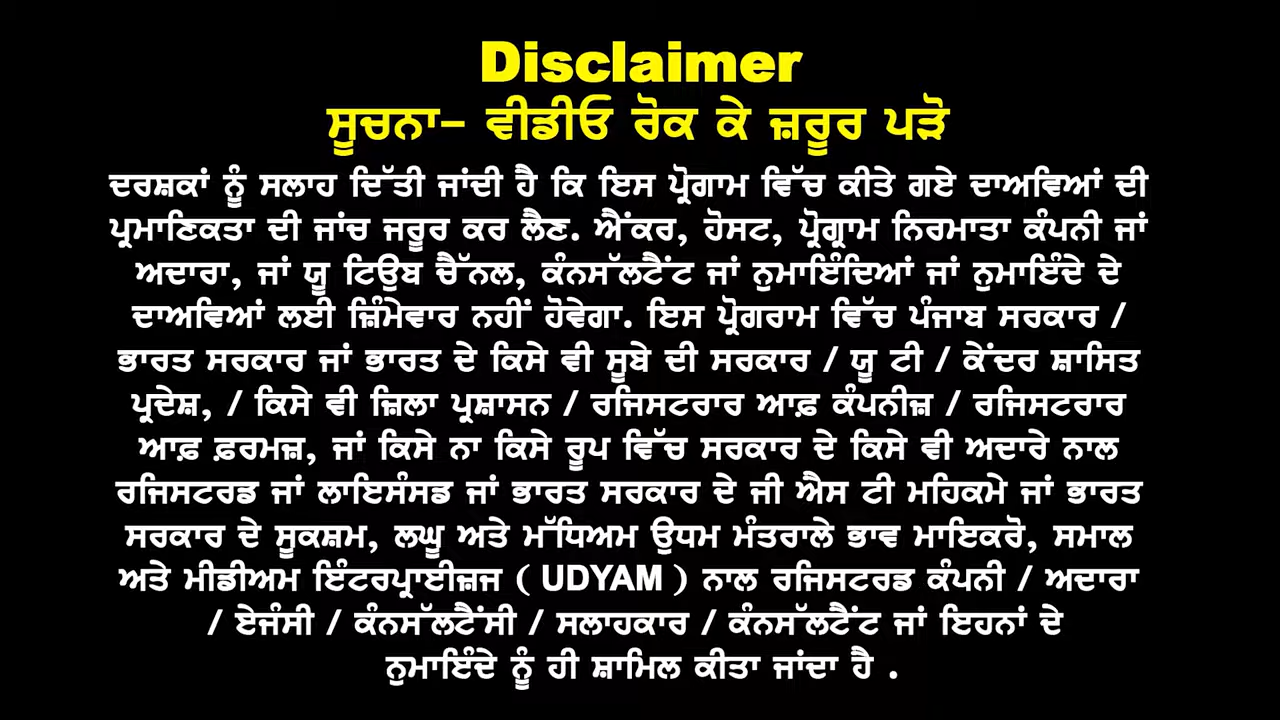 Disclaimer
ਸੂਚਨਾ- ਵੀਡੀਓ ਰੋਕ ਕੇ ਜ਼ਰੂਰ ਪੜੋ
ਦਰਸ਼ਕਾਂ ਨੂੰ ਸਲਾਹ ਦਿੱਤੀ ਜਾਂਦੀ ਹੈ ਕਿ ਇਸ ਪ੍ਰੋਗਾਮ ਵਿੱਚ ਕੀਤੇ ਗਏ ਦਾਅਵਿਆਂ ਦੀ
ਪ੍ਰਮਾਣਿਕਤਾ ਦੀ ਜਾਂਚ ਜਰੂਰ ਕਰ ਲੈਣ. ਐਂਕਰ, ਹੋਸਟ, ਪ੍ਰੋਗ੍ਰਾਮ ਨਿਰਮਾਤਾ ਕੰਪਨੀ ਜਾਂ
ਅਦਾਰਾ, ਜਾਂ ਯੂ ਟਿਊਬ ਚੈੱਨਲ, ਕੰਨਸੱਲਟੈਂਟ ਜਾਂ ਨੁਮਾਇੰਦਿਆਂ ਜਾਂ ਨੁਮਾਇੰਦੇ ਦੇ
ਦਾਅਵਿਆਂ ਲਈ ਜ਼ਿੰਮੇਵਾਰ ਨਹੀਂ ਹੋਵੇਗਾ. ਇਸ ਪ੍ਰੋਗਰਾਮ ਵਿੱਚ ਪੰਜਾਬ ਸਰਕਾਰ /
ਭਾਰਤ ਸਰਕਾਰ ਜਾਂ ਭਾਰਤ ਦੇ ਕਿਸੇ ਵੀ ਸੂਬੇ ਦੀ ਸਰਕਾਰ / ਯੂ ਟੀ / ਕੇਂਦਰ ਸ਼ਾਸਿਤ
ਪ੍ਰਦੇਸ਼, / ਕਿਸੇ ਵੀ ਜ਼ਿਲਾ ਪ੍ਰਸ਼ਾਸਨ / ਰਜਿਸਟਰਾਰ ਆਫ਼ ਕੰਪਨੀਜ਼ / ਰਜਿਸਟਰਾਰ
ਆਫ਼ ਫ਼ਰਮਜ਼, ਜਾਂ ਕਿਸੇ ਨਾ ਕਿਸੇ ਰੂਪ ਵਿੱਚ ਸਰਕਾਰ ਦੇ ਕਿਸੇ ਵੀ ਅਦਾਰੇ ਨਾਲ
ਰਜਿਸਟਰਡ ਜਾਂ ਲਾਇਸੰਸਡ ਜਾਂ ਭਾਰਤ ਸਰਕਾਰ ਦੇ ਜੀ ਐਸ ਟੀ ਮਹਿਕਮੇ ਜਾਂ ਭਾਰਤ
ਸਰਕਾਰ ਦੇ ਸੂਕਸ਼ਮ, ਲਘੂ ਅਤੇ ਮੱਧਿਅਮ ਉਧਮ ਮੰਤਰਾਲੇ ਭਾਵ ਮਾਇਕਰੋ, ਸਮਾਲ
ਅਤੇ ਮੀਡੀਅਮ ਇੰਟਰਪ੍ਰਾਈਜ਼ਜ ( UDYAM ) ਨਾਲ ਰਜਿਸਟਰਡ ਕੰਪਨੀ / ਅਦਾਰਾ
/ ਏਜੰਸੀ / ਕੰਨਸੱਲਟੈਂਸੀ / ਸਲਾਹਕਾਰ / ਕੰਨਸੱਲਟੈਂਟ ਜਾਂ ਇਹਨਾਂ ਦੇ
ਨੁਮਾਇੰਦੇ ਨੂੰ ਹੀ ਸ਼ਾਮਿਲ ਕੀਤਾ ਜਾਂਦਾ ਹੈ .